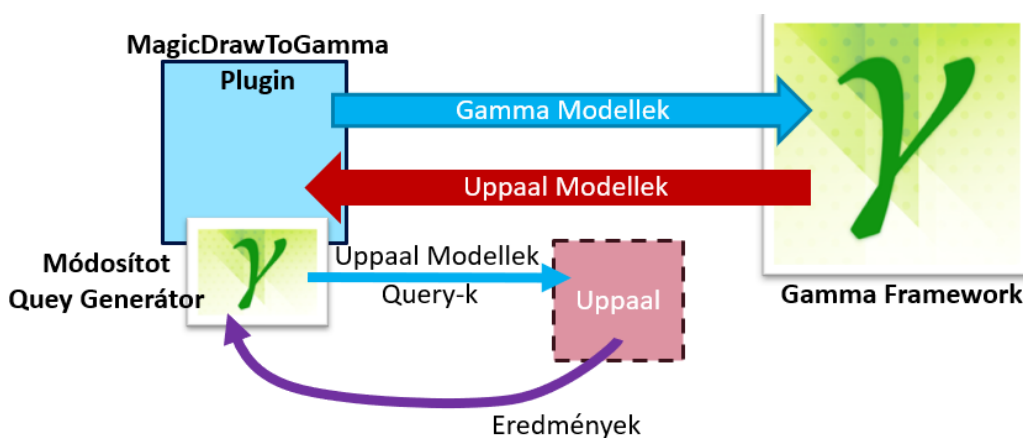 MagicDrawToGamma
Plugin
Gamma Modellek
Uppaal Modellek
Módosítot
Quey Generátor
Uppaal Modellek
Query-k
Uppaal
Gamma Framework
Eredmények